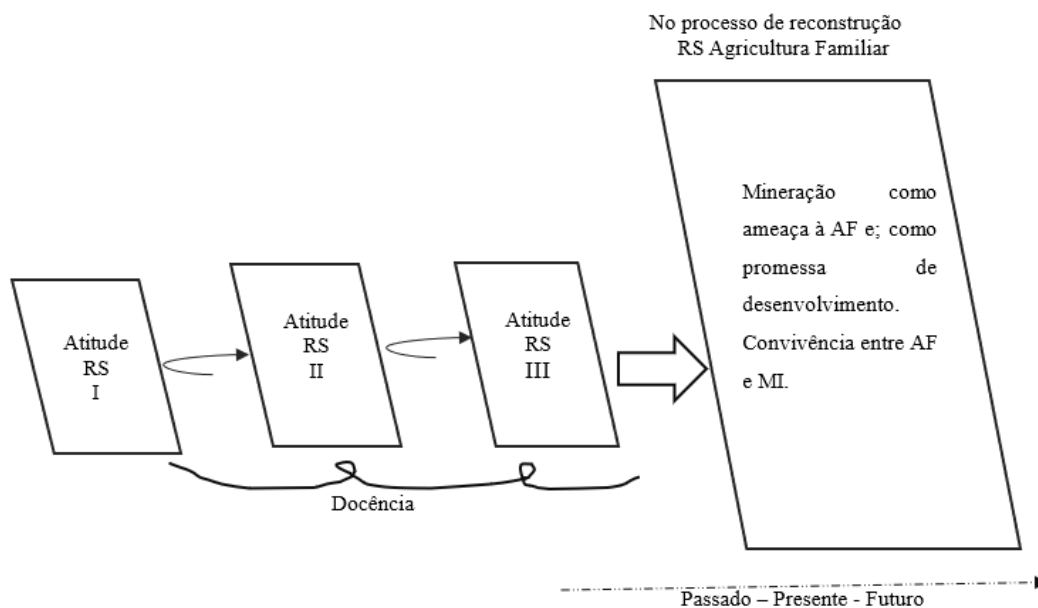 No processo de reconstrução
RS Agricultura Familiar
Mineração como
ameaça à AF e; como
promessa de
desenvolvimento.
Convivência entre AF
e MI.
Atitude
RS
I
Atitude
RS
II
Atitude
RS
III
Docência
Passado – Presente - Futuro